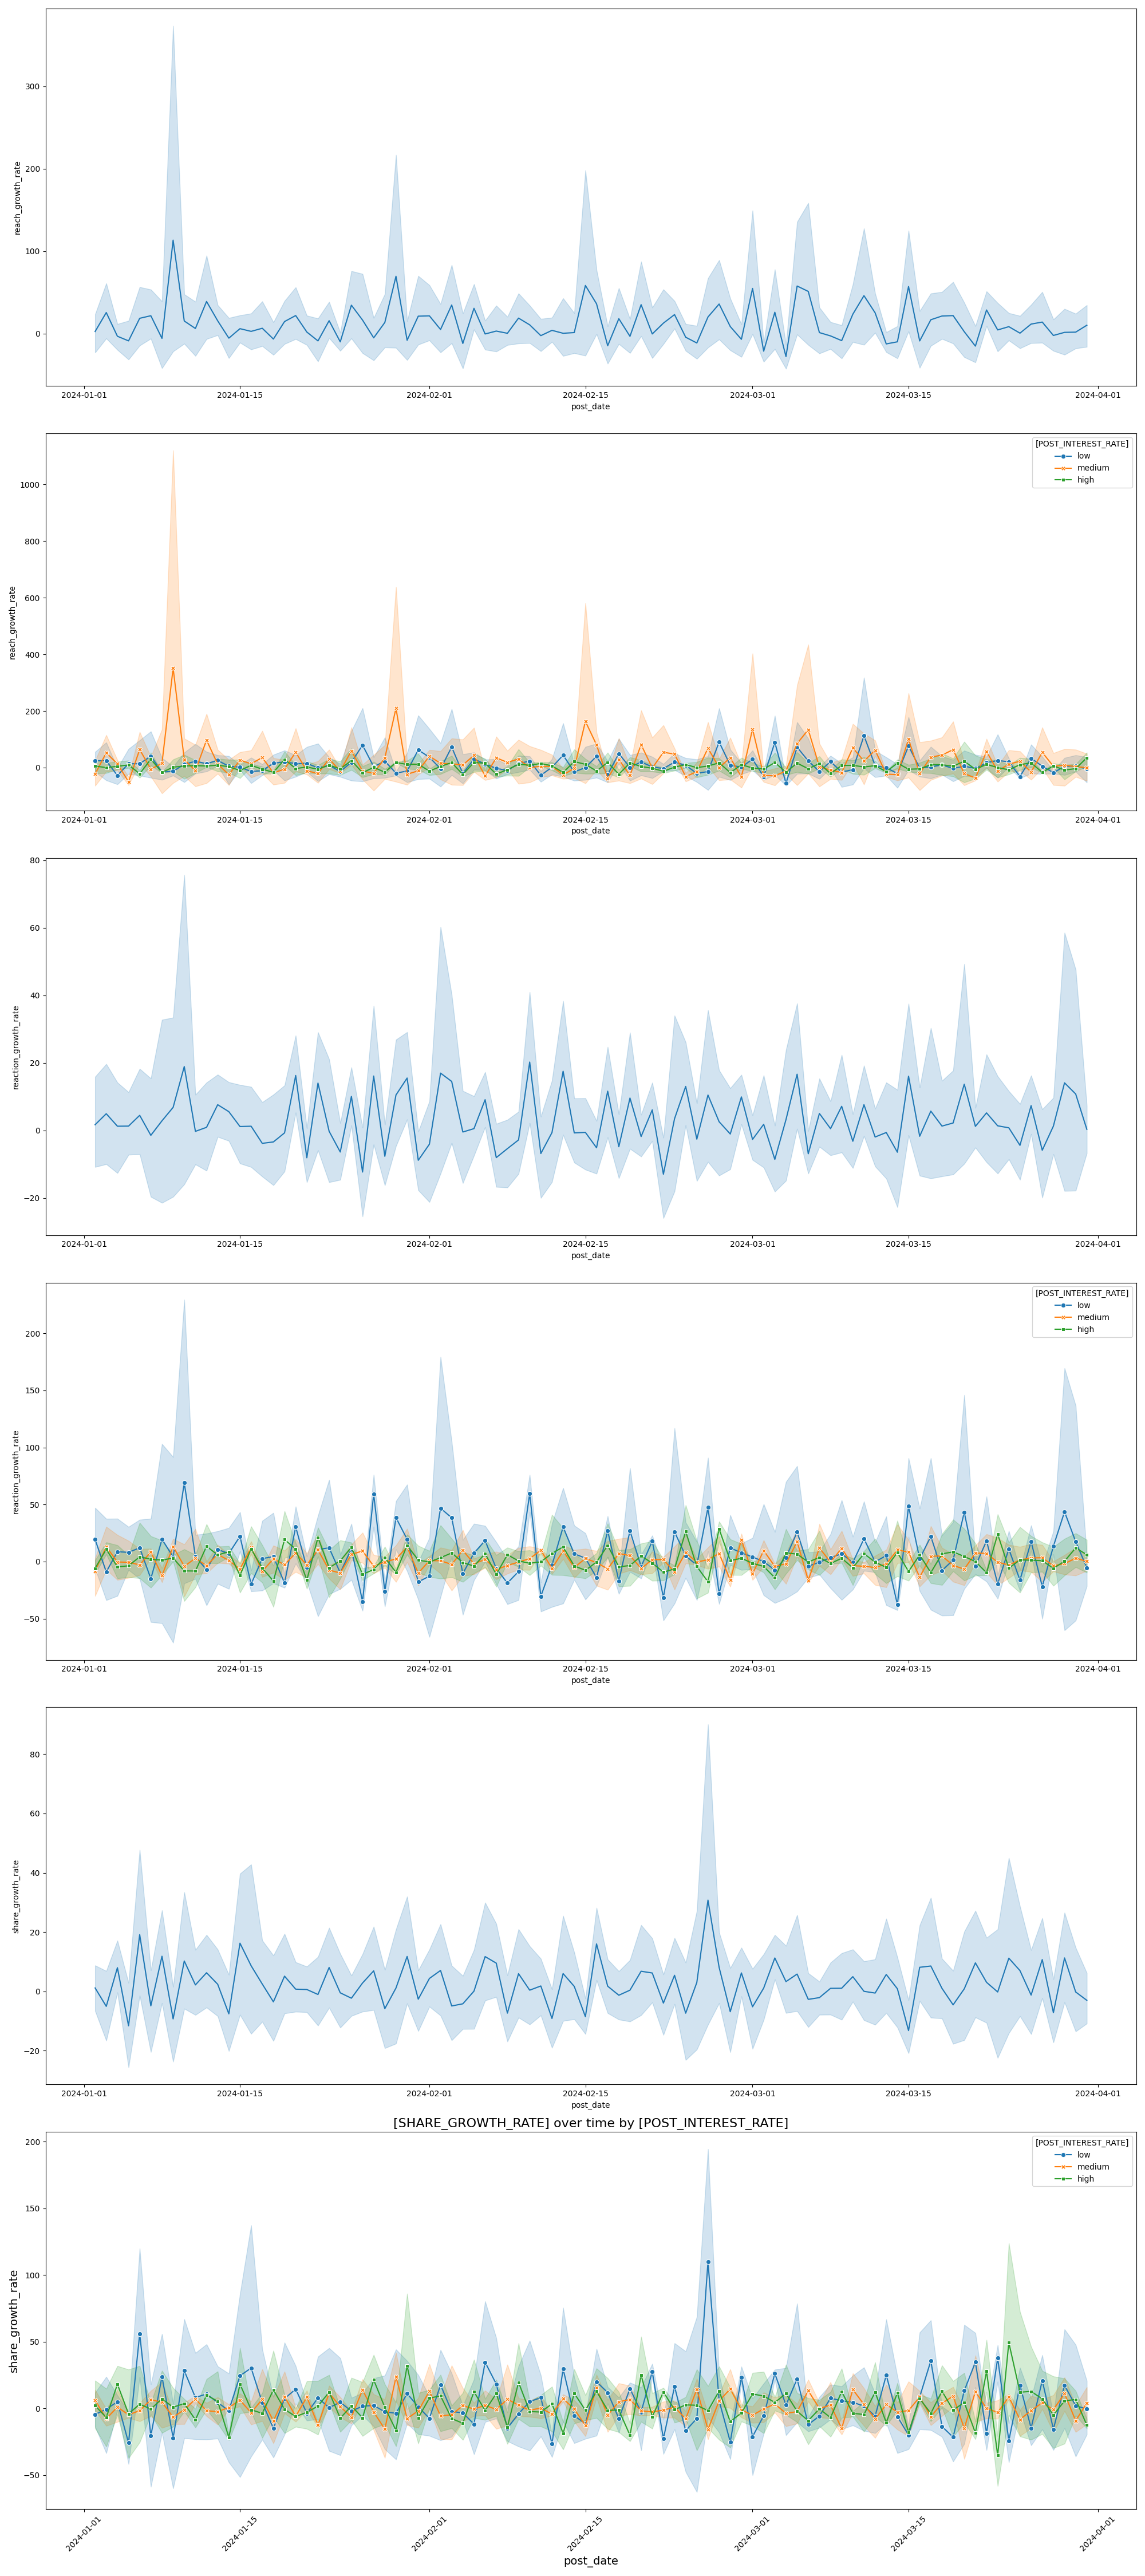 300
200
100
0
reach_growth_rate
2024-01-01 2024-01-15 2024-02-01 2024-02-15 2024-03-01 2024-03-15 2024-04-01
post_date
[POST_INTEREST_RATE]
low
medium
high
1000
800
600
400
200
0
reach_growth_rate
2024-01-01 2024-01-15 2024-02-01 2024-02-15 2024-03-01 2024-03-15 2024-04-01
post_date
80
60
40
20
0
−20
reaction_growth_rate
2024-01-01 2024-01-15 2024-02-01 2024-02-15 2024-03-01 2024-03-15 2024-04-01
post_date
[POST_INTEREST_RATE]
low
medium
high
200
150
100
50
0
−50
reaction_growth_rate
2024-01-01 2024-01-15 2024-02-01 2024-02-15 2024-03-01 2024-03-15 2024-04-01
post_date
80
60
40
20
0
−20
share_growth_rate
2024-01-01 2024-01-15 2024-02-01 2024-02-15 2024-03-01 2024-03-15 2024-04-01
post_date
[SHARE_GROWTH_RATE] over time by [POST_INTEREST_RATE]
[POST_INTEREST_RATE]
low
medium
high
200
150
100
50
0
−50
share_growth_rate
2024-01-01 2024-01-15 2024-02-01 2024-02-15 2024-03-01 2024-03-15 2024-04-01
post_date